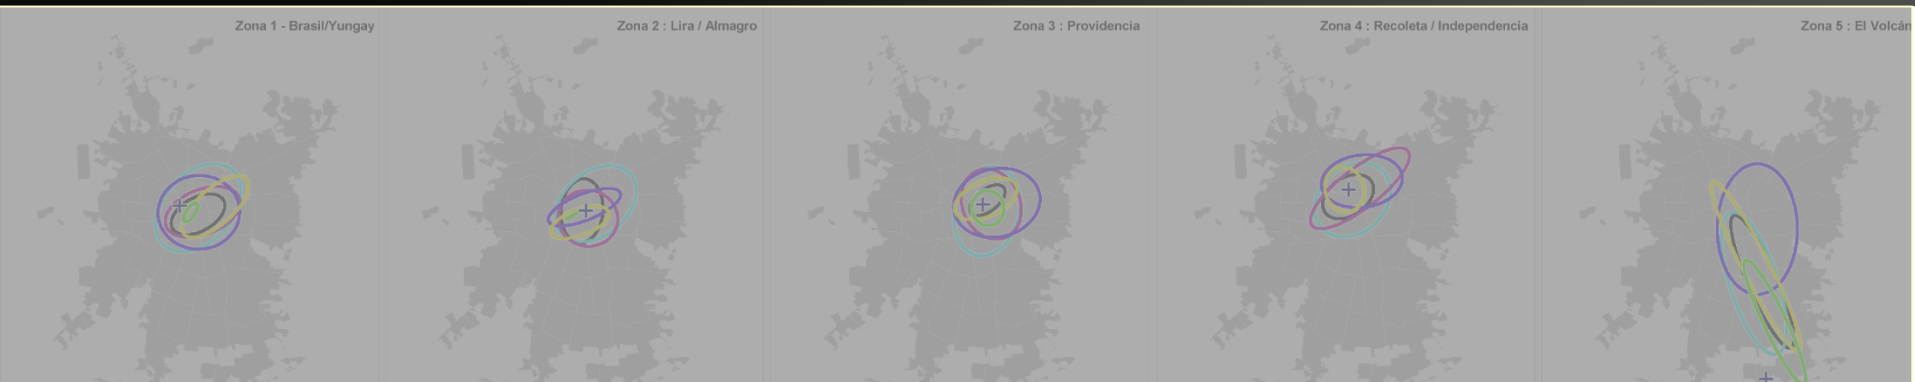 Zona 1 - Brasil/Yungay
Zona 2 : Lira / Almagro
Zona 3 : Providencia
Zona 4 : Recoleta / Independencia
Zona 5 : El Volcán